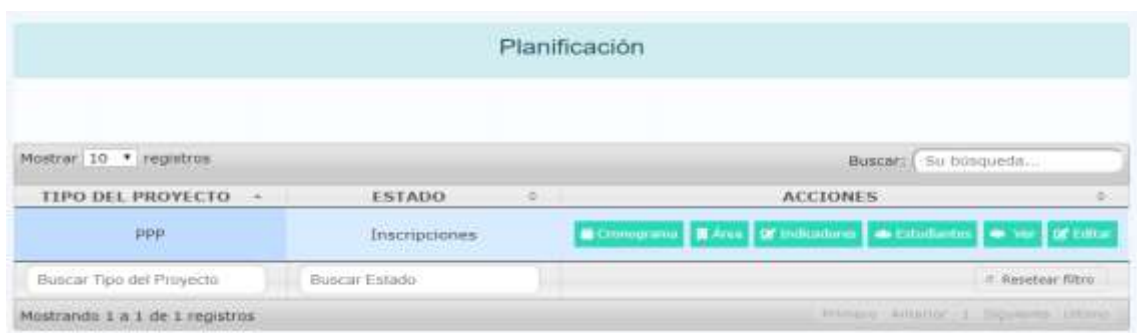 Planificación
Mostrar 10 registros Buscar: Su búsqueda...
TIPO DEL PROYECTO ESTADO ACCIONES
PPP Inscripciones Cronograma Área Indicadores Estudiantes Ver Editar
Buscar Tipo del Proyecto Buscar Estado Resetear filtro
Mostrando 1 a 1 de 1 registros Primero Anterior 1 Siguiente Último